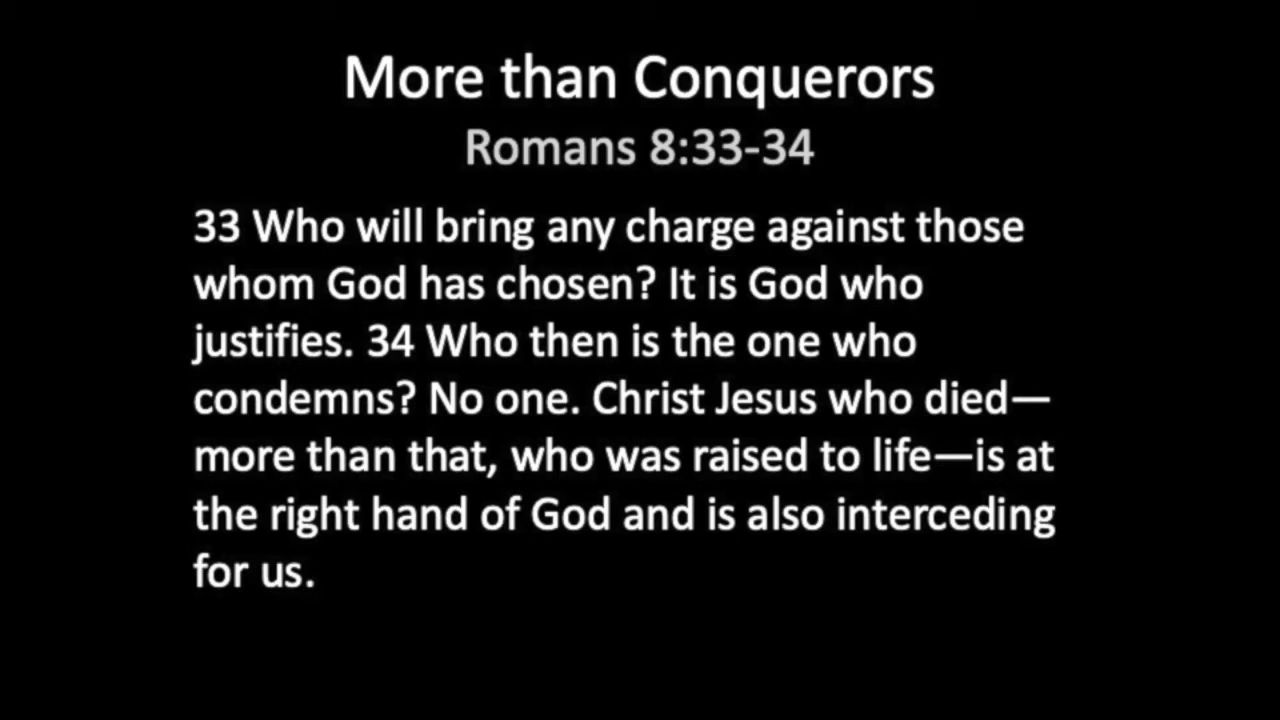 More than Conquerors
Romans 8:33-34
33 Who will bring any charge against those
whom God has chosen? It is God who
justifies. 34 Who then is the one who
condemns? No one. Christ Jesus who died—
more than that, who was raised to life—is at
the right hand of God and is also interceding
for us.